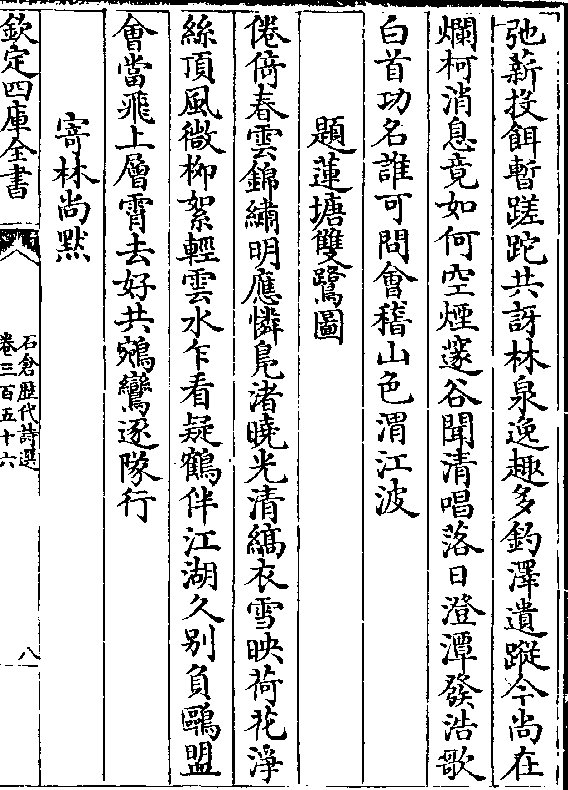 弛薪投餌暫蹉跎共訝林泉逸趣多釣澤遺蹤今尚在
爛柯消息竟如何空煙邃谷聞清唱落日澄潭發浩歌
白首功名誰可問會稽山色渭江波
題蓮塘雙鷺圖
倦倚春雲錦繡明應憐鳧渚曉光清縞衣雪映荷花淨
絲頂風微柳絮輕雲水乍看疑鶴伴江湖久别負鷗盟
會當飛上層霄去好共鵷鸞逐隊行
寄林尚黙
欽定四庫全書
石倉歴代詩選
卷三百五十六
八